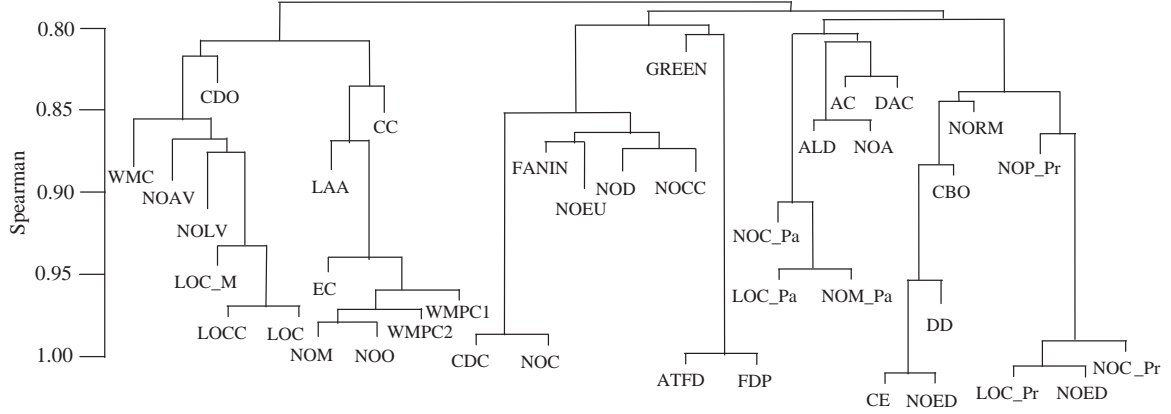 0.80
GREEN
CDO
AC DAC
0.85
CC
NORM
ALD NOA
WMC
FANIN
NOP_Pr
LAA
NOD NOCC
NOAV
CBO
0.90
NOEU
NOLV
NOC_Pa
Spearman
0.95
LOC_M
EC
LOC_Pa NOM_Pa
WMPC1
LOCC LOC
WMPC2
DD
1.00
NOM NOO
CDC NOC
NOC_Pr
ATFD FDP
LOC_Pr NOED
CE NOED